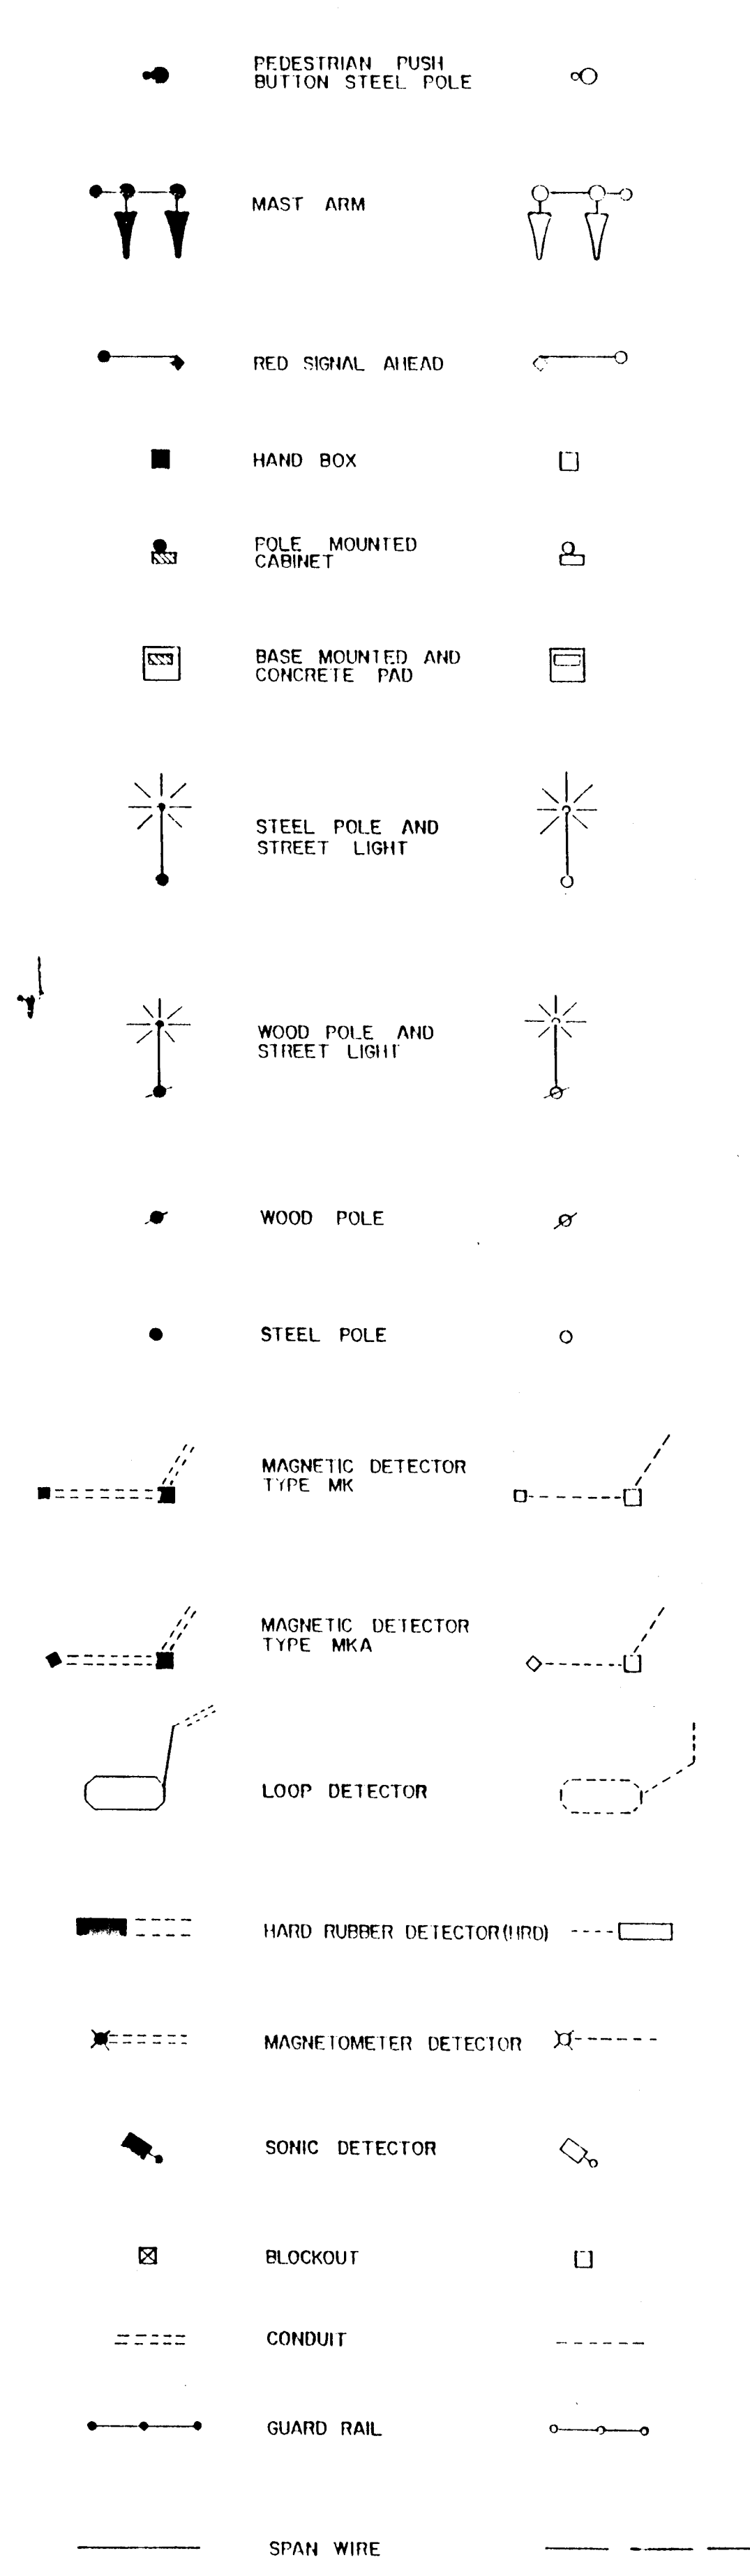 PEDESTRIAN PUSH
BUTTON STEEL POLE
MAST ARM
RED SIGNAL AHEAD
HAND BOX
POLE MOUNTED
CABINET
BASE MOUNTED AND
CONCRETE PAD
STEEL POLE AND
STREET LIGHT
WOOD POLE AND
STREET LIGHT
WOOD POLE
STEEL POLE
MAGNETIC DETECTOR
TYPE MK
MAGNETIC DETECTOR
TYPE MKA
LOOP DETECTOR
HARD RUBBER DETECTOR(HRD)
MAGNETOMETER DETECTOR
SONIC DETECTOR
BLOCKOUT
CONDUIT
GUARD RAIL
SPAN WIRE